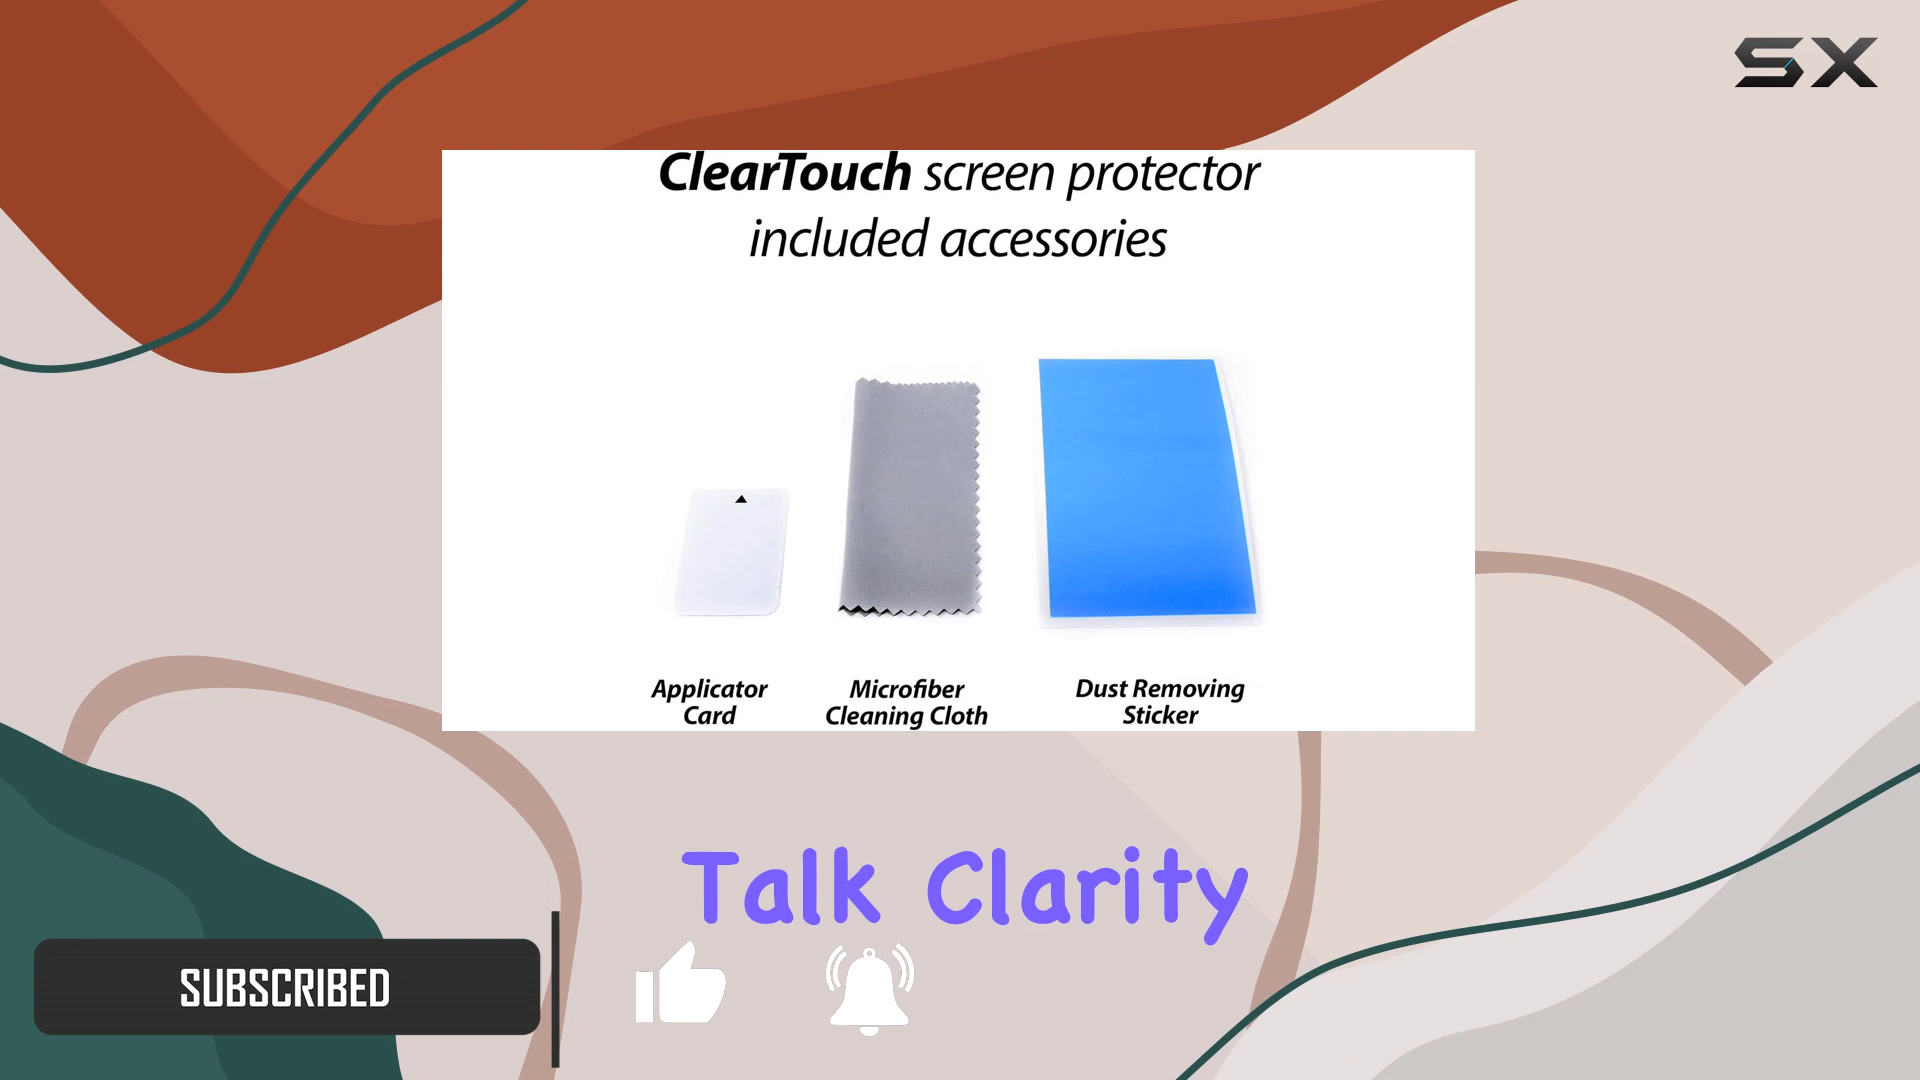 SX
ClearTouch screen protector
included accessories
Applicator
Card
Microfiber
Cleaning Cloth
Dust Removing
Sticker
Talk Clarity
SUBSCRIBED